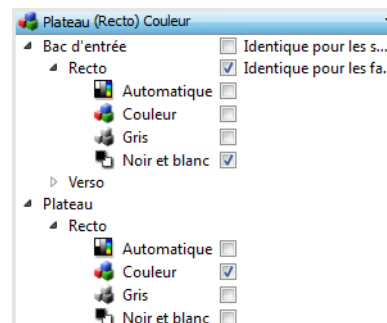 Plateau (Recto) Couleur
Bac d'entrée Identique pour les s...
Recto Identique pour les fa...
Automatique
Couleur
Gris
Noir et blanc
Verso
Plateau
Recto
Automatique
Couleur
Gris
Noir et blanc